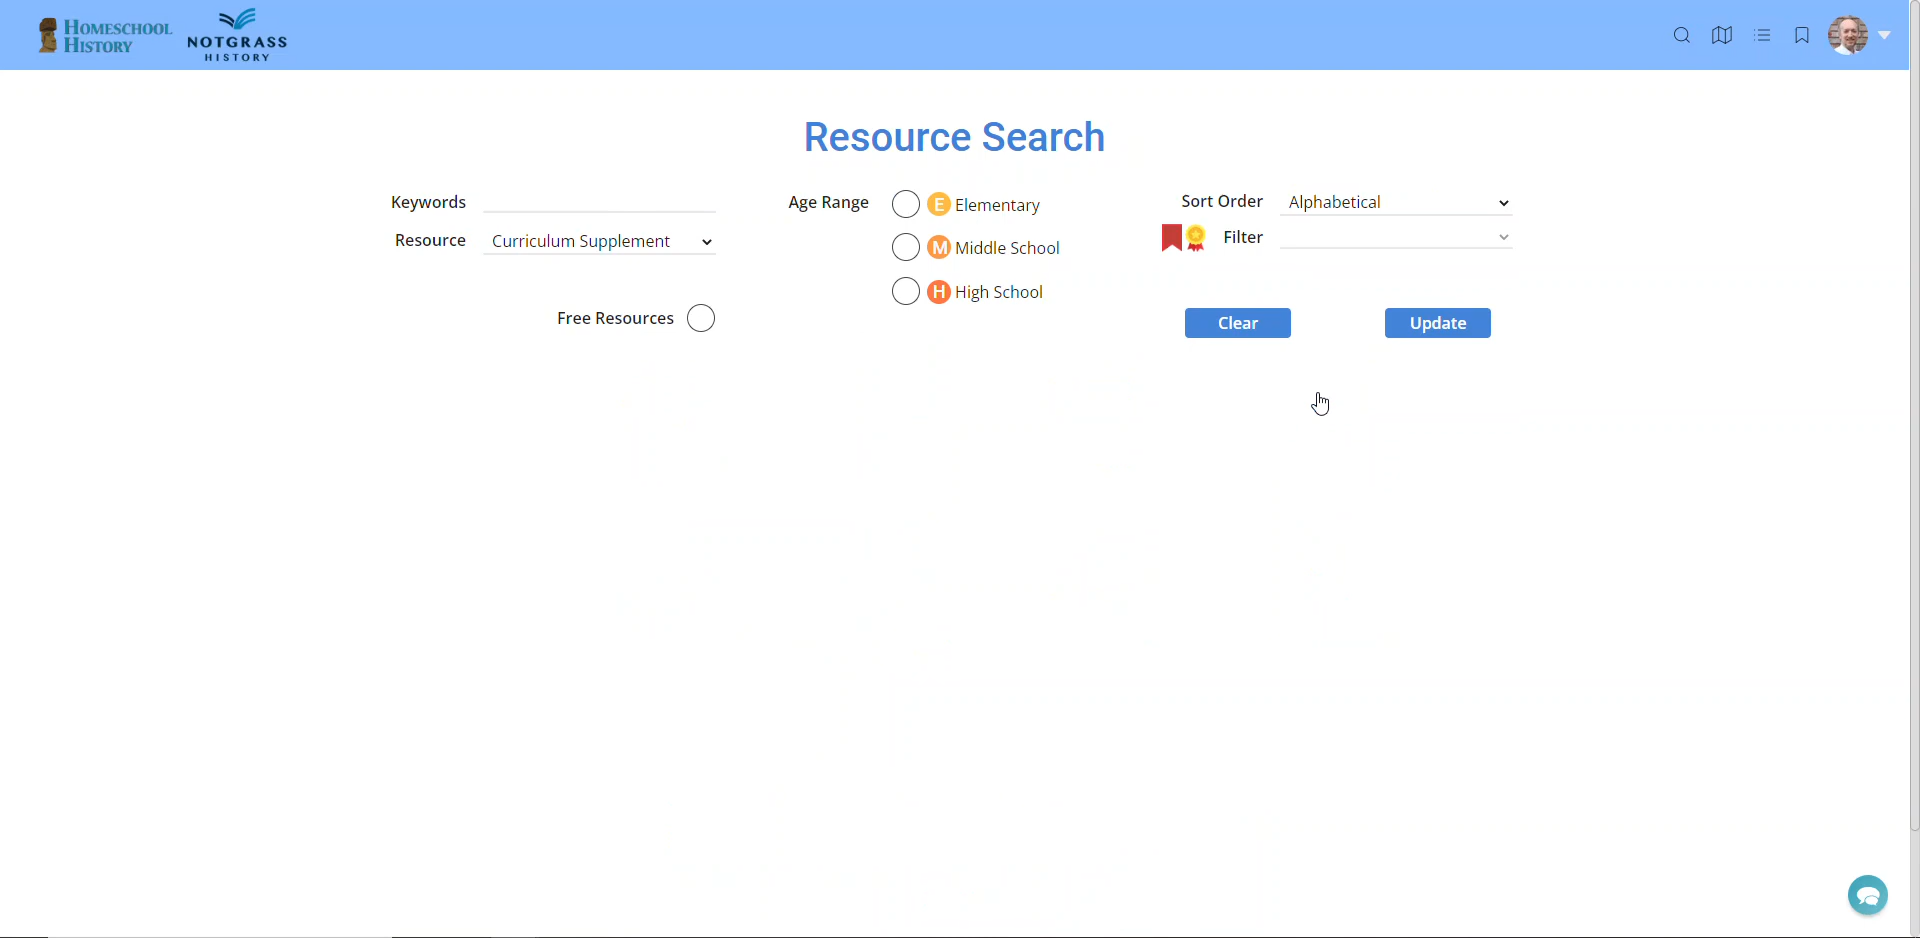 HOMESCHOOL
HISTORY
NOTGRASS
HISTORY
Resource Search
Keywords
Resource Curriculum Supplement
Free Resources
Age Range E Elementary
M Middle School
H High School
Sort Order Alphabetical
Filter
Clear Update